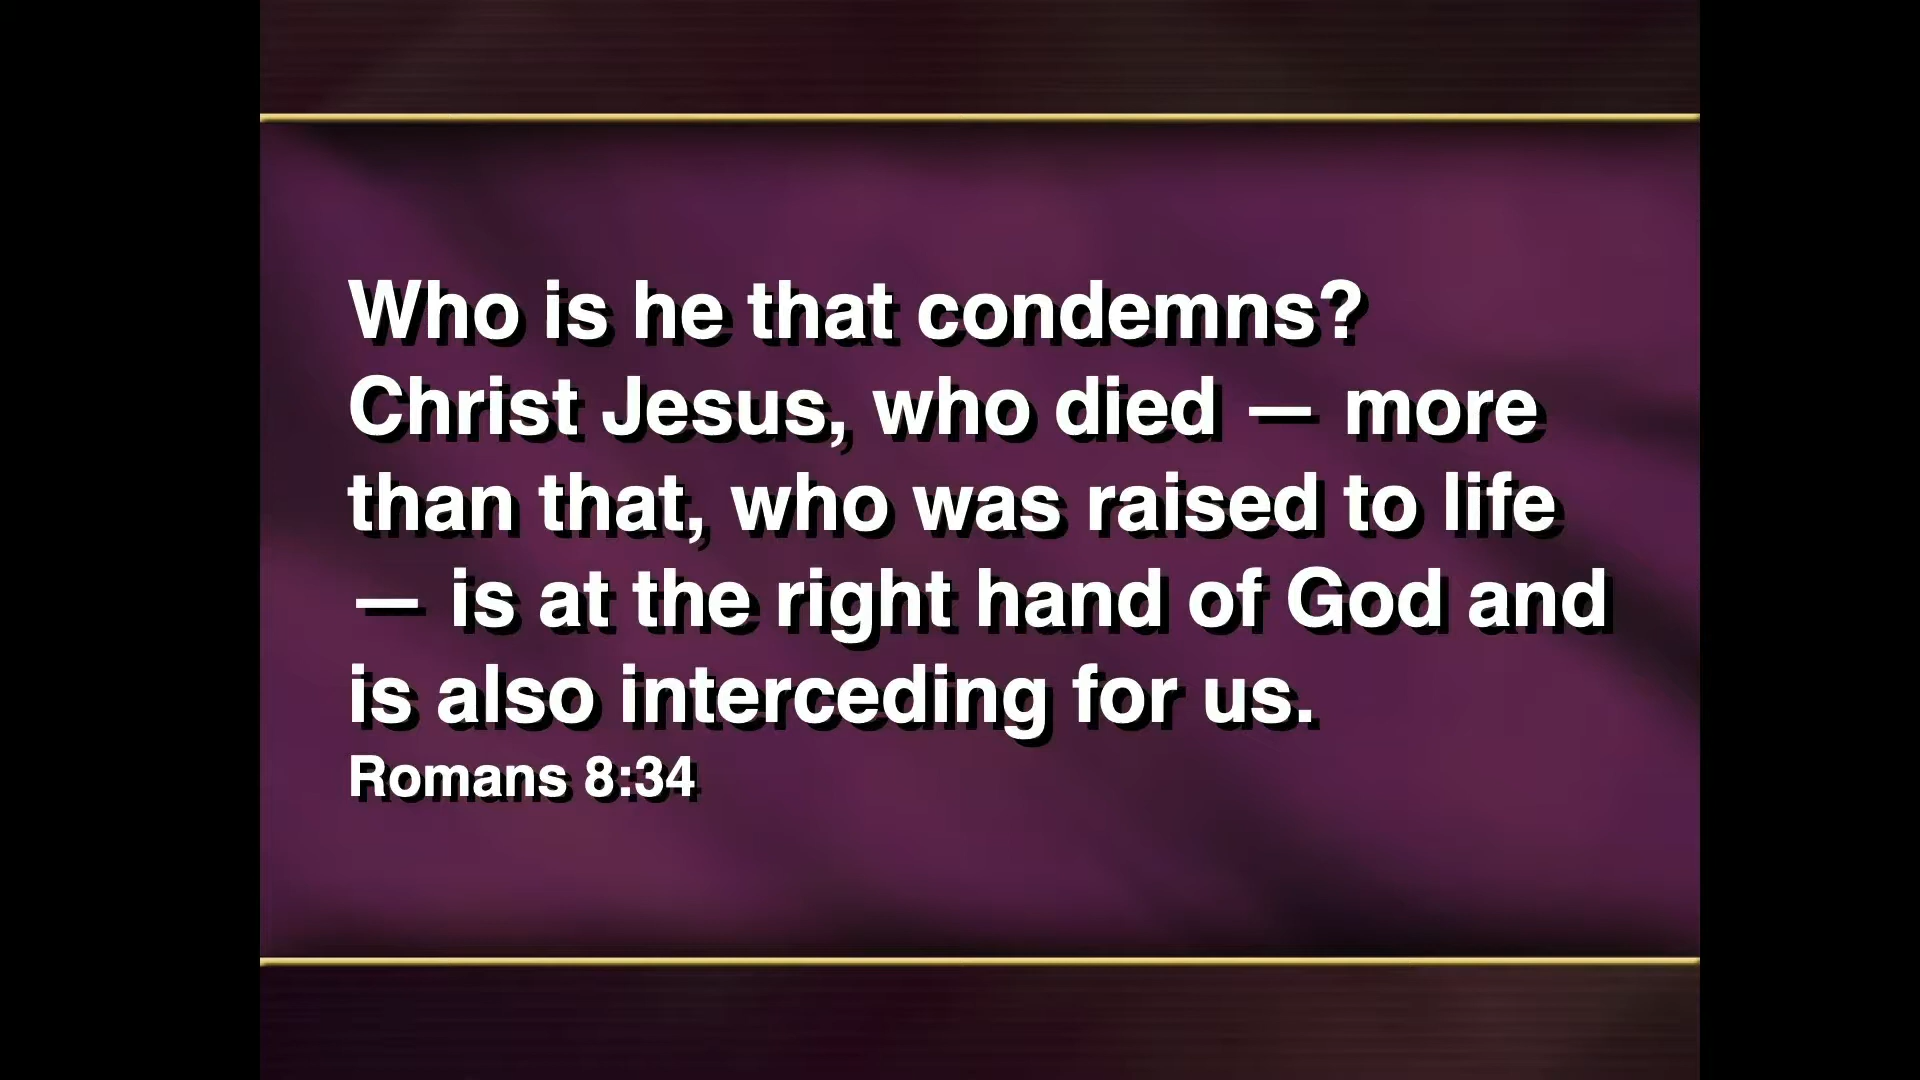 Who is he that condemns?
Christ Jesus, who died — more
than that, who was raised to life
— is at the right hand of God and
is also interceding for us.
Romans 8:34